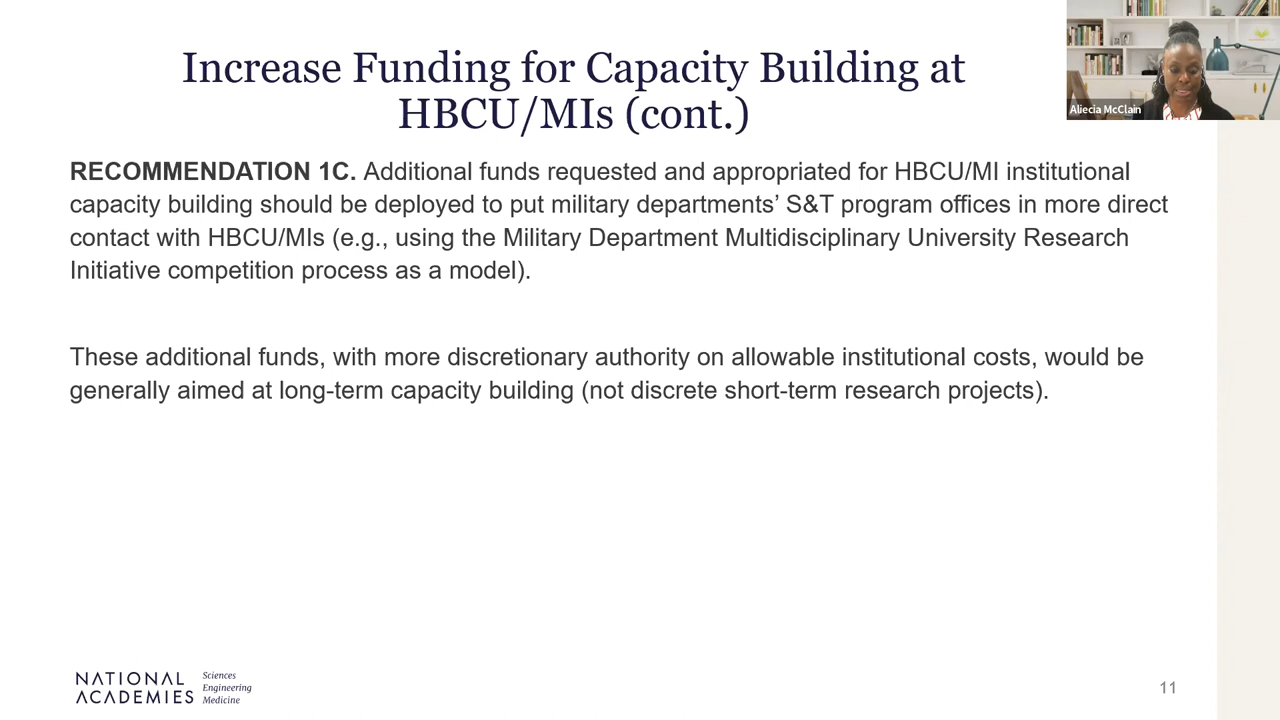 Increase Funding for Capacity Building at
HBCU/MIs (cont.)
Aliecia McClain
RECOMMENDATION 1C. Additional funds requested and appropriated for HBCU/MI institutional
capacity building should be deployed to put military departments’ S&T program offices in more direct
contact with HBCU/MIs (e.g., using the Military Department Multidisciplinary University Research
Initiative competition process as a model).
These additional funds, with more discretionary authority on allowable institutional costs, would be
generally aimed at long-term capacity building (not discrete short-term research projects).
NATIONAL
ACADEMIES
Sciences
Engineering
Medicine
11